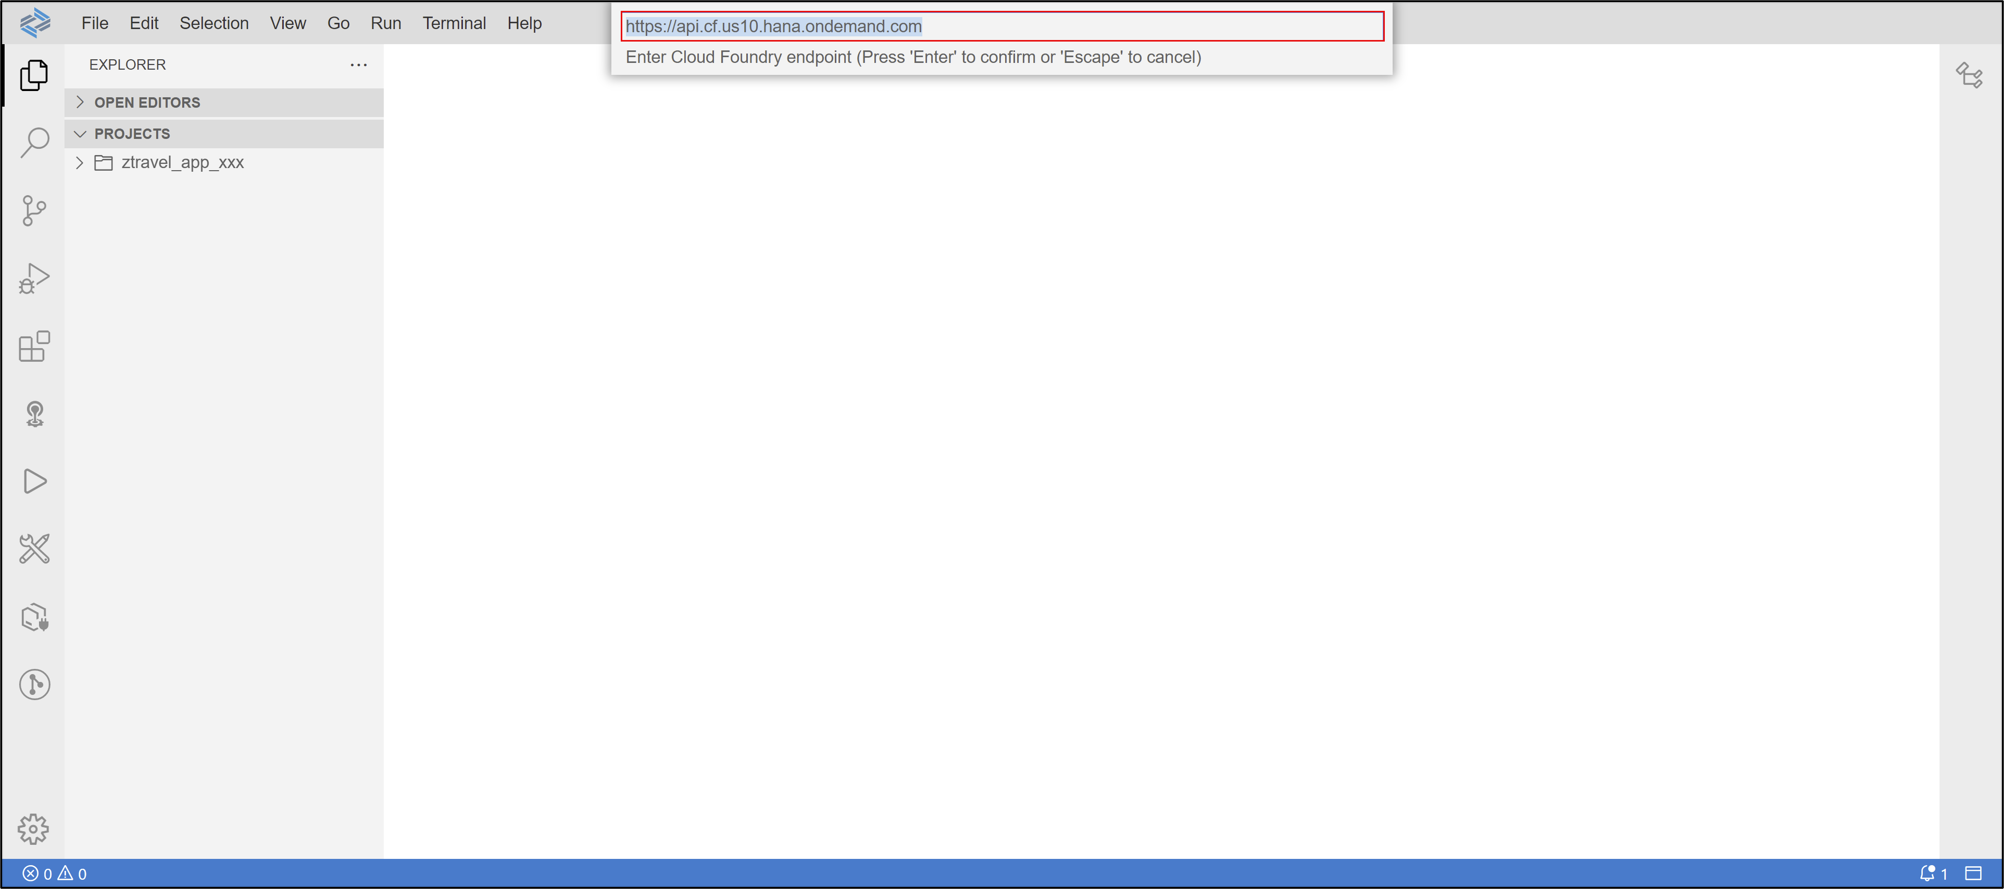 File Edit Selection View Go Run Terminal Help
https://api.cf.us10.hana.ondemand.com
Enter Cloud Foundry endpoint (Press 'Enter' to confirm or 'Escape' to cancel)
EXPLORER
OPEN EDITORS
PROJECTS
ztravel_app_xxx
0 0
1